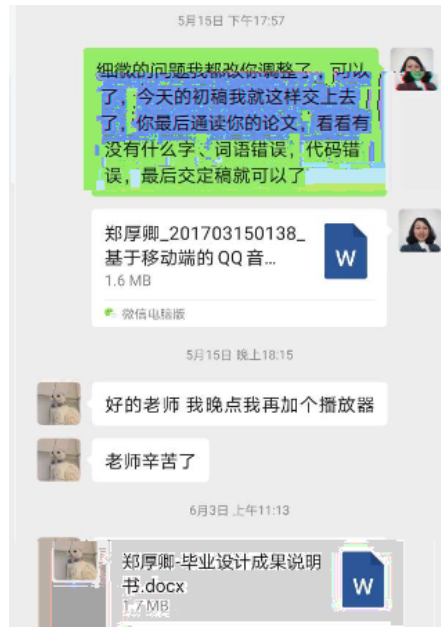 5月15日 下午17:57
细微的问题我都改你调整了，可以
了，今天的初稿我就这样交上去
了，你最后通读你的论文，看看有
没有什么字、词语错误，代码错
误，最后交定稿就可以了
郑厚卿_201703150138_
基于移动端的QQ音...
W
1.6 MB
微信电脑版
5月15日 晚上18:15
好的老师 我晚点我再加个播放器
老师辛苦了
6月3日 上午11:13
郑厚卿-毕业设计成果说明
书.docx
W
1.7 MB